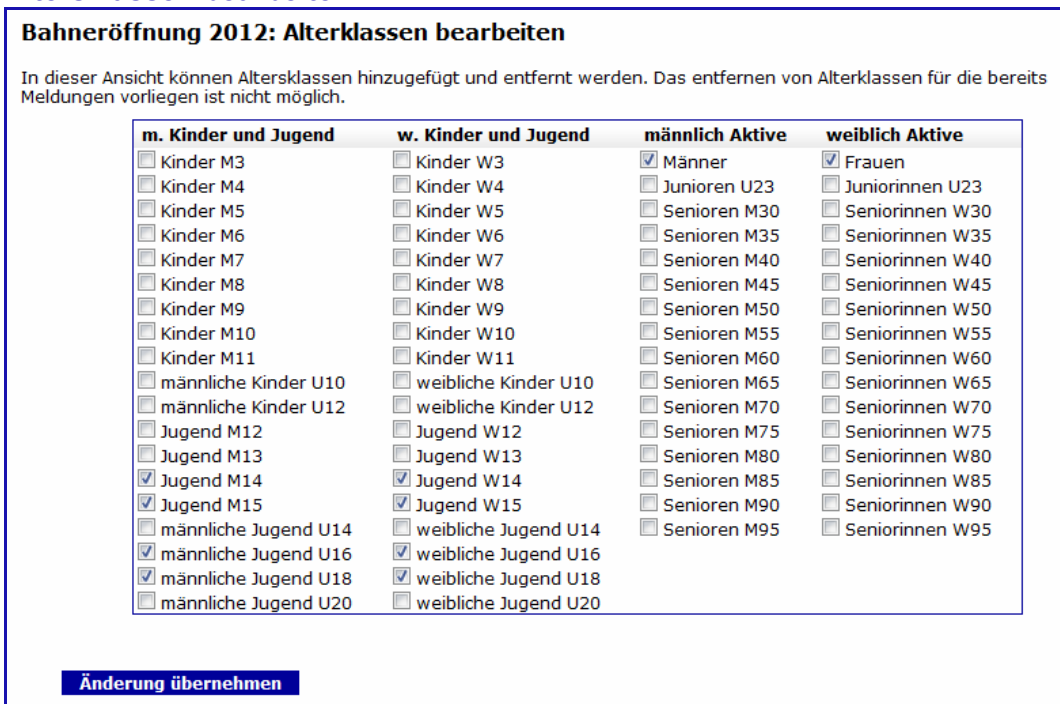 Bahneröffnung 2012: Alterklassen bearbeiten
In dieser Ansicht können Altersklassen hinzugefügt und entfernt werden. Das entfernen von Alterklassen für die bereits
Meldungen vorliegen ist nicht möglich.
m. Kinder und Jugend w. Kinder und Jugend männlich Aktive weiblich Aktive
Kinder M3 Kinder W3 Männer Frauen
Kinder M4 Kinder W4 Junioren U23 Juniorinnen U23
Kinder M5 Kinder W5 Senioren M30 Seniorinnen W30
Kinder M6 Kinder W6 Senioren M35 Seniorinnen W35
Kinder M7 Kinder W7 Senioren M40 Seniorinnen W40
Kinder M8 Kinder W8 Senioren M45 Seniorinnen W45
Kinder M9 Kinder W9 Senioren M50 Seniorinnen W50
Kinder M10 Kinder W10 Senioren M55 Seniorinnen W55
Kinder M11 Kinder W11 Senioren M60 Seniorinnen W60
männliche Kinder U10 weibliche Kinder U10 Senioren M65 Seniorinnen W65
männliche Kinder U12 weibliche Kinder U12 Senioren M70 Seniorinnen W70
Jugend M12 Jugend W12 Senioren M75 Seniorinnen W75
Jugend M13 Jugend W13 Senioren M80 Seniorinnen W80
Jugend M14 Jugend W14 Senioren M85 Seniorinnen W85
Jugend M15 Jugend W15 Senioren M90 Seniorinnen W90
männliche Jugend U14 weibliche Jugend U14 Senioren M95 Seniorinnen W95
männliche Jugend U16 weibliche Jugend U16
männliche Jugend U18 weibliche Jugend U18
männliche Jugend U20 weibliche Jugend U20
Änderung übernehmen